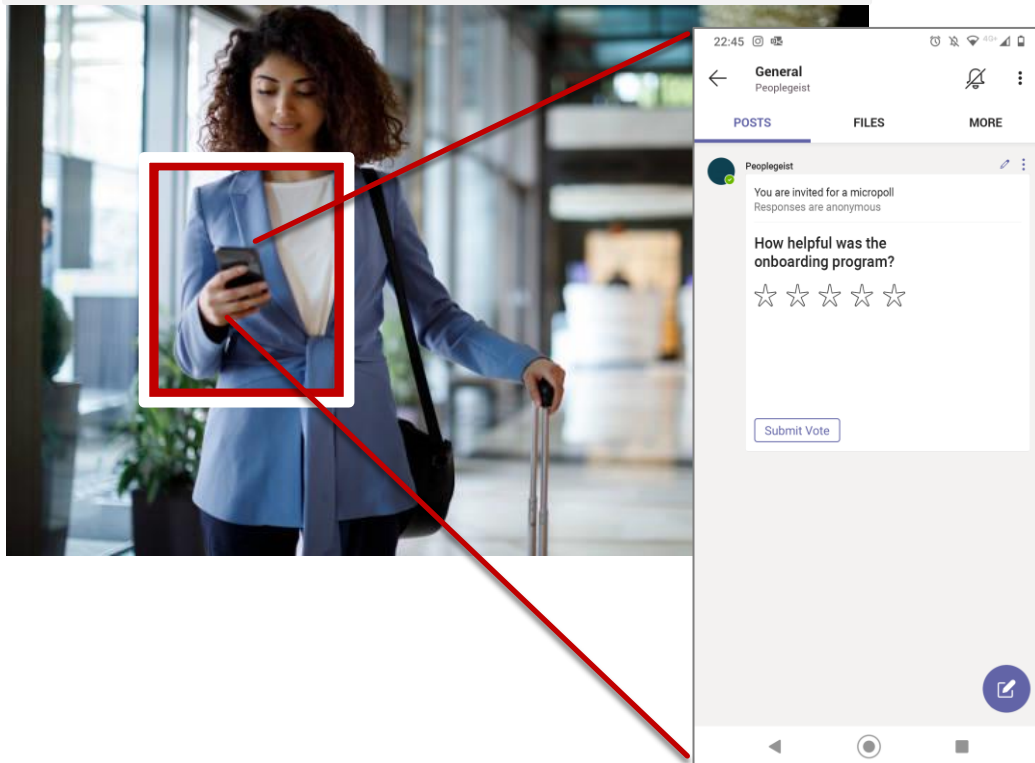 22:45
4G+
General
Peoplegeist
POSTS FILES MORE
Peoplegeist
You are invited for a micropoll
Responses are anonymous
How helpful was the
onboarding program?
Submit Vote